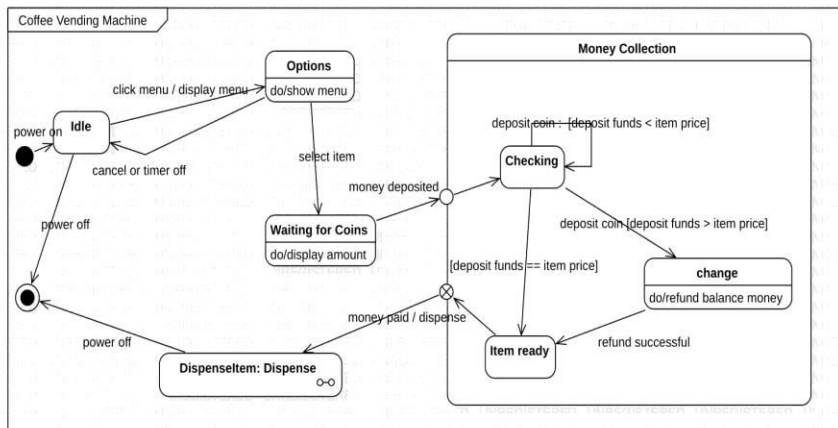 Coffee Vending Machine
Money Collection
Options
do/show menu
click menu / display menu
deposit coin : [deposit funds < item price]
Idle
power on
Checking
select item
cancel or timer off
money deposited
power off
Waiting for Coins
do/display amount
deposit coin [deposit funds > item price]
[deposit funds == item price]
change
do/refund balance money
money paid / dispense
power off
Item ready
refund successful
DispenseItem: Dispense